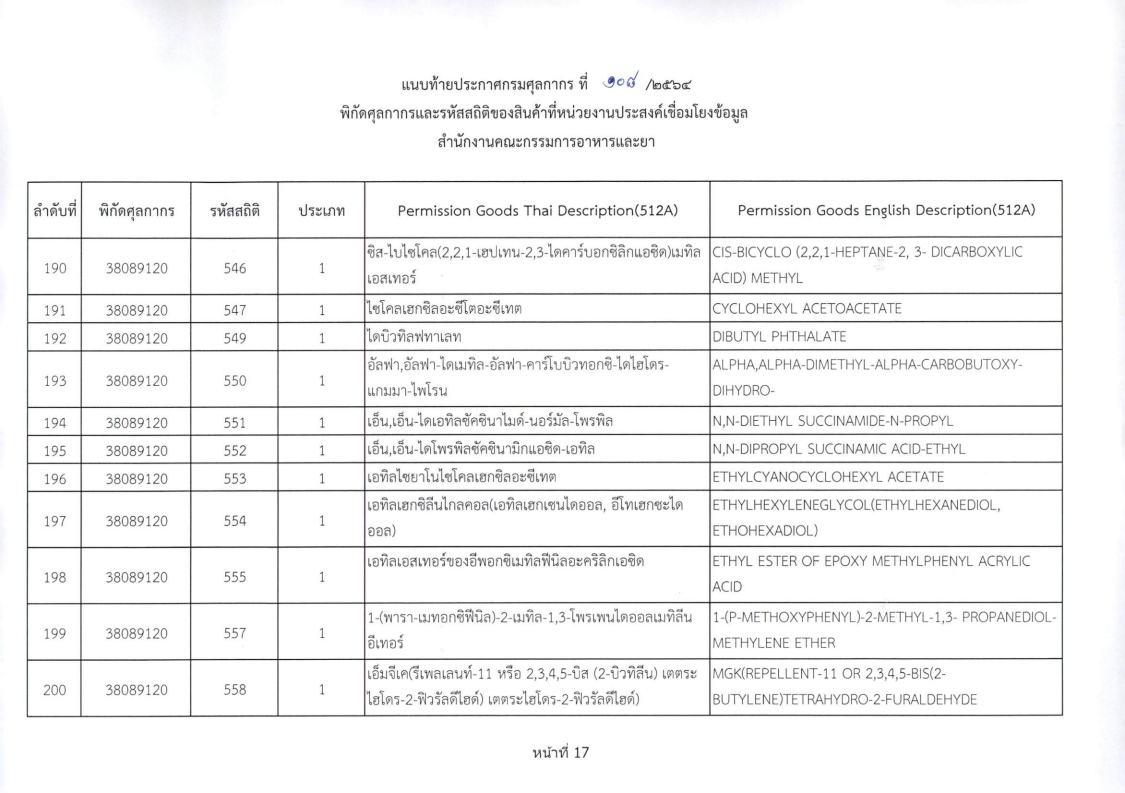 แนบท้ายประกาศกรมศุลกากร ที่ ๑๐๘ /๒๕๖๔
พิกัดศุลกากรและรหัสสถิติของสินค้าที่หน่วยงานประสงค์เชื่อมโยงข้อมูล
สำนักงานคณะกรรมการอาหารและยา
ลำดับที่ พิกัดศุลกากร รหัสสถิติ ประเภท Permission Goods Thai Description(512A) Permission Goods English Description(512A)
190 38089120 546 1 ซิส-ไบไซโคล(2,2,1-เฮปเทน-2,3-ไดคาร์บอกซิลิกแอซิด)เมทิล CIS-BICYCLO (2,2,1-HEPTANE-2, 3- DICARBOXYLIC
เอสเทอร์ ACID) METHYL
191 38089120 547 1 ไซโคลเฮกซิลอะซีโตอะซีเทต CYCLOHEXYL ACETOACETATE
192 38089120 549 1 ไดบิวทิลฟทาเลท DIBUTYL PHTHALATE
193 38089120 550 1 อัลฟา,อัลฟา-ไดเมทิล-อัลฟา-คาร์โบบิวทอกซิ-ไดไฮโดร- ALPHA,ALPHA-DIMETHYL-ALPHA-CARBOBUTOXY-
แกมมา-ไพโรน DIHYDRO-
194 38089120 551 1 เอ็น,เอ็น-ไดเอทิลซัคซินาไมด์-นอร์มัล-โพรพิล N,N-DIETHYL SUCCINAMIDE-N-PROPYL
195 38089120 552 1 เอ็น,เอ็น-ไดโพรพิลซัคซินามิกแอซิด-เอทิล N,N-DIPROPYL SUCCINAMIC ACID-ETHYL
196 38089120 553 1 เอทิลไซยาโนไซโคลเฮกซิลอะซีเทต ETHYLCYANOCYCLOHEXYL ACETATE
197 38089120 554 1 เอทิลเฮกซิลีนไกลคอล(เอทิลเฮกเซนไดออล, อีโทเฮกซะได ETHYLHEXYLENEGLYCOL(ETHYLHEXANEDIOL,
ออล) ETHOHEXADIOL)
198 38089120 555 1 เอทิลเอสเทอร์ของอีพอกซิเมทิลฟีนิลอะคริลิกเอซิด ETHYL ESTER OF EPOXY METHYLPHENYL ACRYLIC
ACID
199 38089120 557 1 1-(พารา-เมทอกซิฟีนิล)-2-เมทิล-1,3-โพรเพนไดออลเมทิลีน 1-(P-METHOXYPHENYL)-2-METHYL-1,3- PROPANEDIOL-
อีเทอร์ METHYLENE ETHER
200 38089120 558 1 เอ็มจีเค(รีเพลเลนท์-11 หรือ 2,3,4,5-บิส (2-บิวทิลีน) เตตระ MGK(REPELLENT-11 OR 2,3,4,5-BIS(2-
ไฮโดร-2-ฟิวรัลดีไฮด์) เตตระไฮโดร-2-ฟิวรัลดีไฮด์) BUTYLENE)TETRAHYDRO-2-FURALDEHYDE
หน้าที่ 17